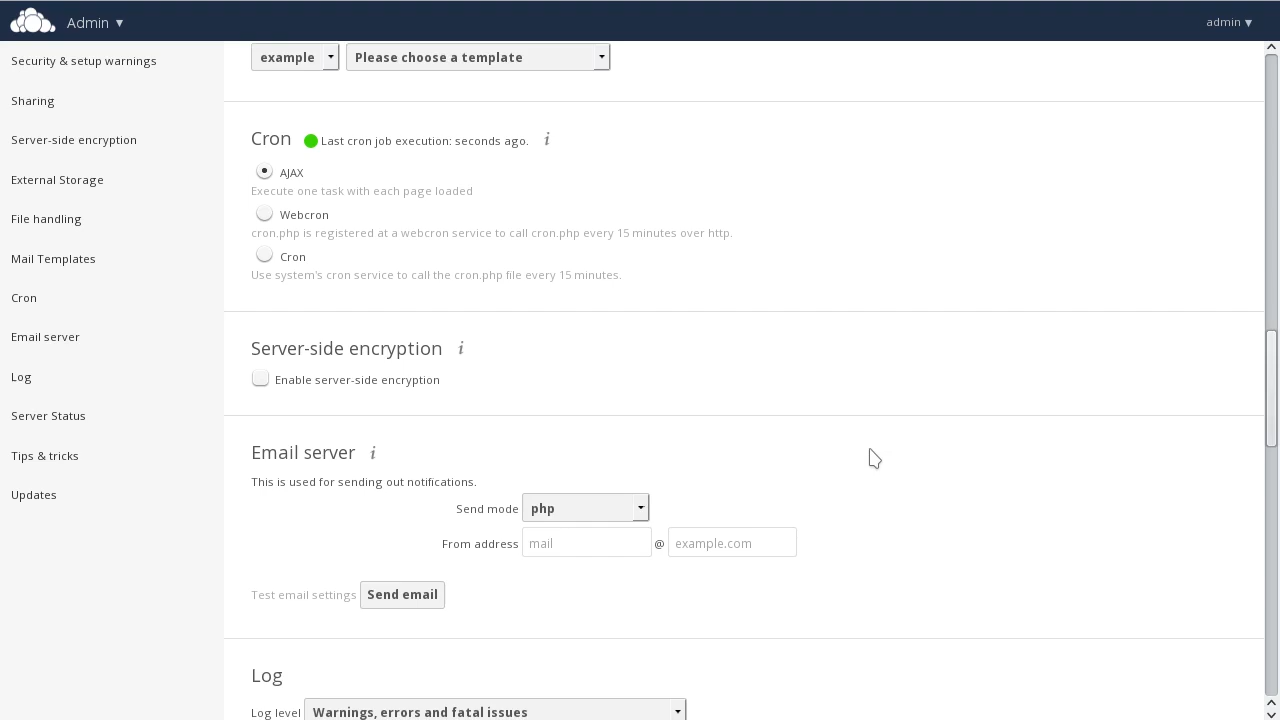 Admin ▼
admin ▼
Security & setup warnings
Sharing
Server-side encryption
External Storage
File handling
Mail Templates
Cron
Email server
Log
Server Status
Tips & tricks
Updates
example
Please choose a template
Cron Last cron job execution: seconds ago. i
AJAX
Execute one task with each page loaded
Webcron
cron.php is registered at a webcron service to call cron.php every 15 minutes over http.
Cron
Use system's cron service to call the cron.php file every 15 minutes.
Server-side encryption i
Enable server-side encryption
Email server i
This is used for sending out notifications.
Send mode php
From address mail @ example.com
Test email settings Send email
Log
Log level Warnings, errors and fatal issues